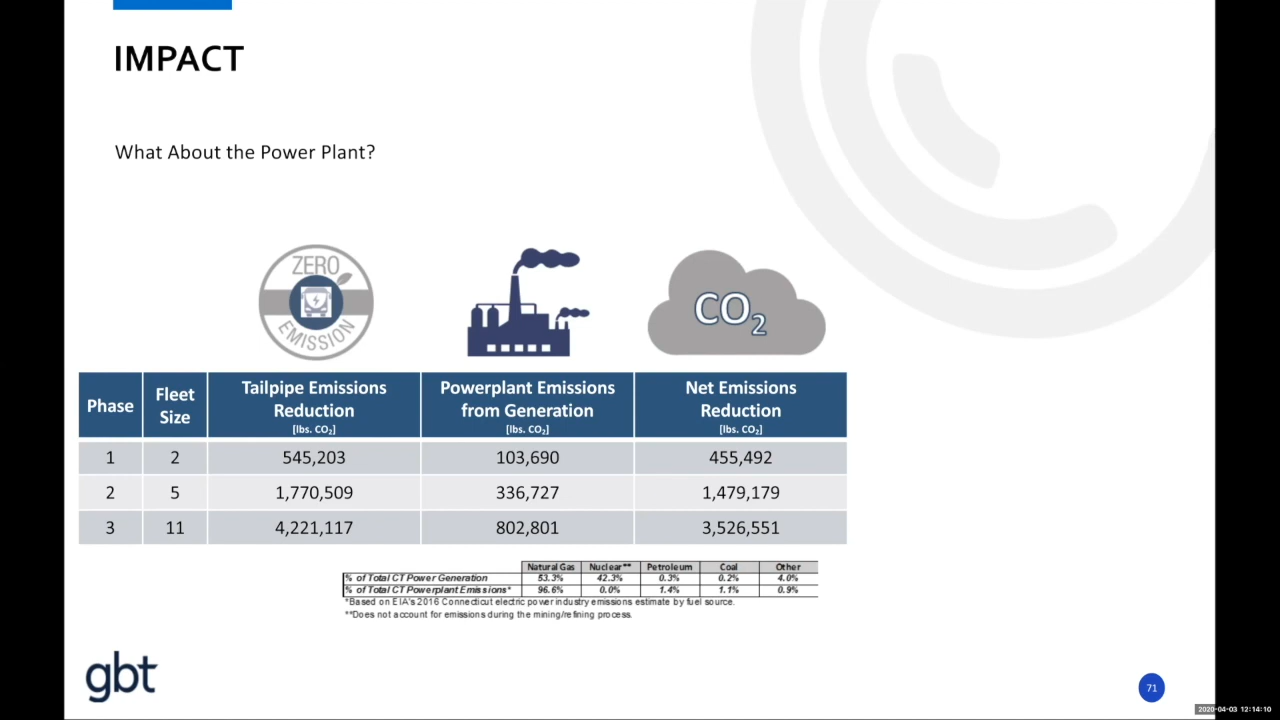 IMPACT
What About the Power Plant?
ZERO
EMISSION
CO2
Phase Fleet Size Tailpipe Emissions Reduction [lbs. CO2] Powerplant Emissions from Generation [lbs. CO2] Net Emissions Reduction [lbs. CO2]
1 2 545,203 103,690 455,492
2 5 1,770,509 336,727 1,479,179
3 11 4,221,117 802,801 3,526,551
Natural Gas Nuclear** Petroleum Coal Other
% of Total CT Power Generation 53.3% 42.3% 0.3% 0.2% 4.0%
% of Total CT Powerplant Emissions* 96.6% 0.0% 1.4% 1.1% 0.9%
*Based on EIA's 2016 Connecticut electric power industry emissions estimate by fuel source.
**Does not account for emissions during the mining/refining process.
gbt
71
2020-04-03 12:14:10